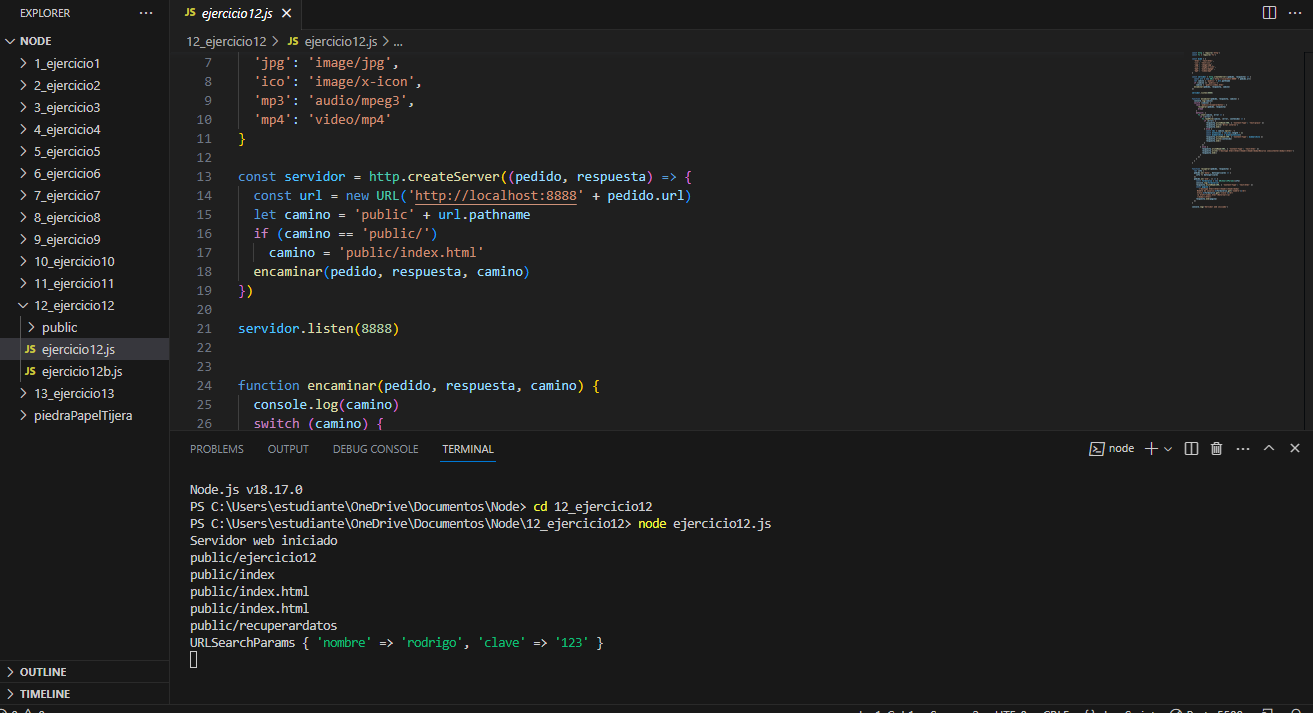 EXPLORER
JS ejercicio12.js
NODE
1_ejercicio1
2_ejercicio2
3_ejercicio3
4_ejercicio4
5_ejercicio5
6_ejercicio6
7_ejercicio7
8_ejercicio8
9_ejercicio9
10_ejercicio10
11_ejercicio11
12_ejercicio12
public
JS ejercicio12.js
JS ejercicio12b.js
13_ejercicio13
piedraPapelTijera
OUTLINE
TIMELINE
12_ejercicio12 > JS ejercicio12.js > ...
7 'jpg': 'image/jpg',
8 'ico': 'image/x-icon',
9 'mp3': 'audio/mpeg3',
10 'mp4': 'video/mp4'
11 }
12
13 const servidor = http.createServer((pedido, respuesta) => {
14 const url = new URL('http://localhost:8888' + pedido.url)
15 let camino = 'public' + url.pathname
16 if (camino == 'public/')
17 camino = 'public/index.html'
18 encaminar(pedido, respuesta, camino)
19 })
20
21 servidor.listen(8888)
22
23
24 function encaminar(pedido, respuesta, camino) {
25 console.log(camino)
26 switch (camino) {
PROBLEMS OUTPUT DEBUG CONSOLE TERMINAL node
Node.js v18.17.0
PS C:\Users\estudiante\OneDrive\Documentos\Node> cd 12_ejercicio12
PS C:\Users\estudiante\OneDrive\Documentos\Node\12_ejercicio12> node ejercicio12.js
Servidor web iniciado
public/ejercicio12
public/index
public/index.html
public/index.html
public/recuperardatos
URLSearchParams { 'nombre' => 'rodrigo', 'clave' => '123' }